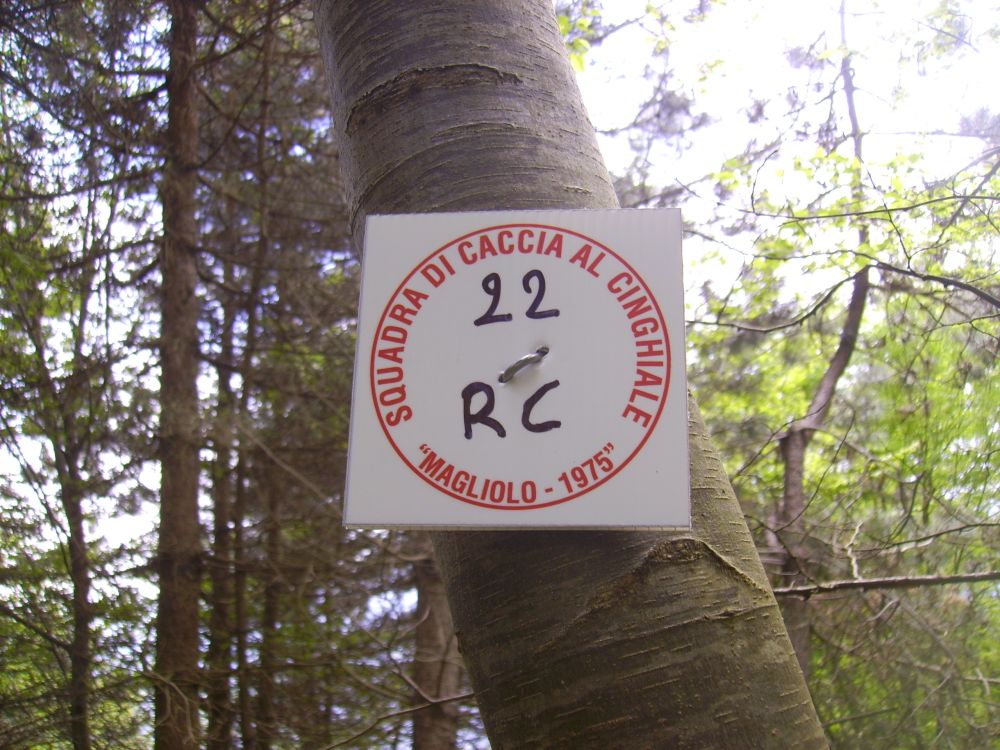 SQUADRA DI CACCIA AL CINGHIALE
22
RC
"MAGLIOLO - 1975"